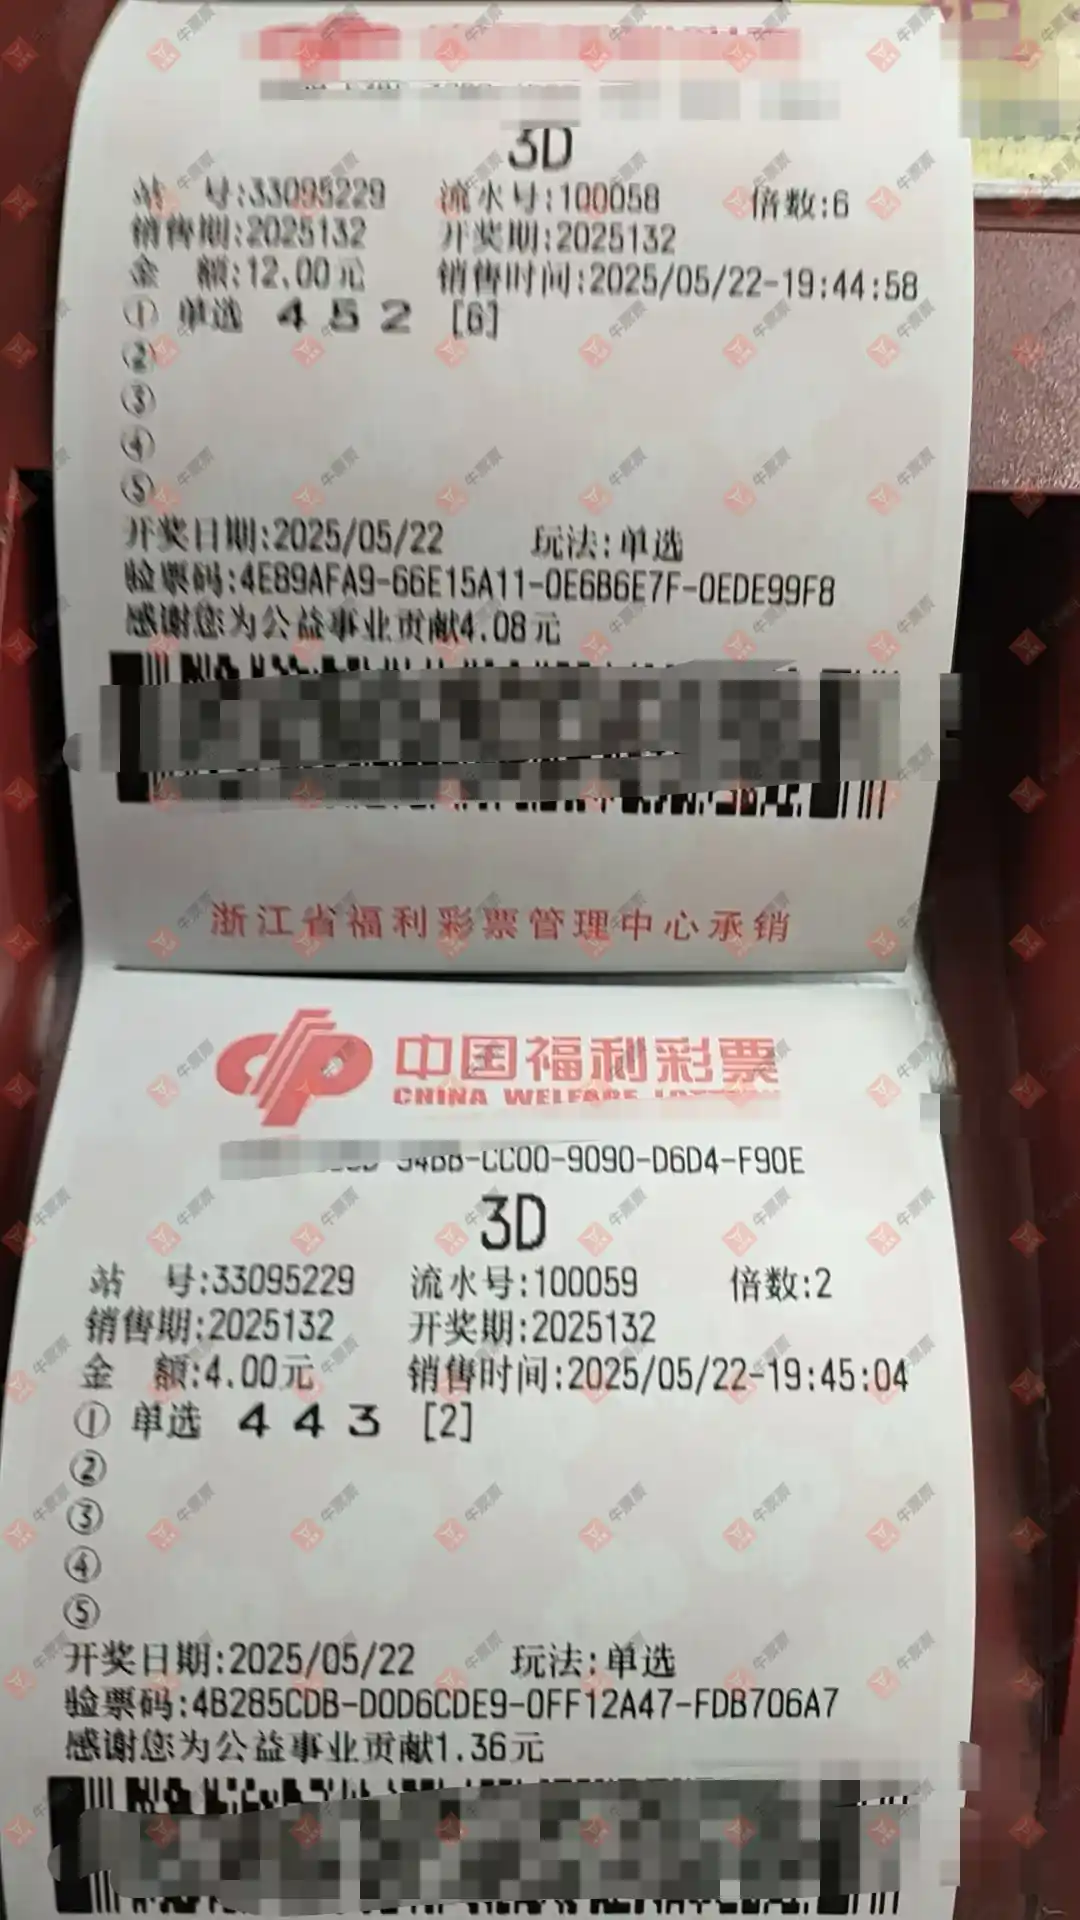 3D
站 号:33095229 流水号:100058 倍数:6
销售期:2025132 开奖期:2025132
金 额:12.00元 销售时间:2025/05/22-19:44:58
① 单选 4 5 2 [6]
②
③
④
⑤
开奖日期:2025/05/22 玩法:单选
验票码:4E89AFA9-66E15A11-0E6B6E7F-0EDE99F8
感谢您为公益事业贡献4.08元
浙江省福利彩票管理中心承销
中国福利彩票
CHINA WELFARE LOTTERY
94BB-CC00-9090-D6D4-F90E
3D
站 号:33095229 流水号:100059 倍数:2
销售期:2025132 开奖期:2025132
金 额:4.00元 销售时间:2025/05/22-19:45:04
① 单选 4 4 3 [2]
②
③
④
⑤
开奖日期:2025/05/22 玩法:单选
验票码:4B285CDB-D0D6CDE9-0FF12A47-FDB706A7
感谢您为公益事业贡献1.36元
牛票票